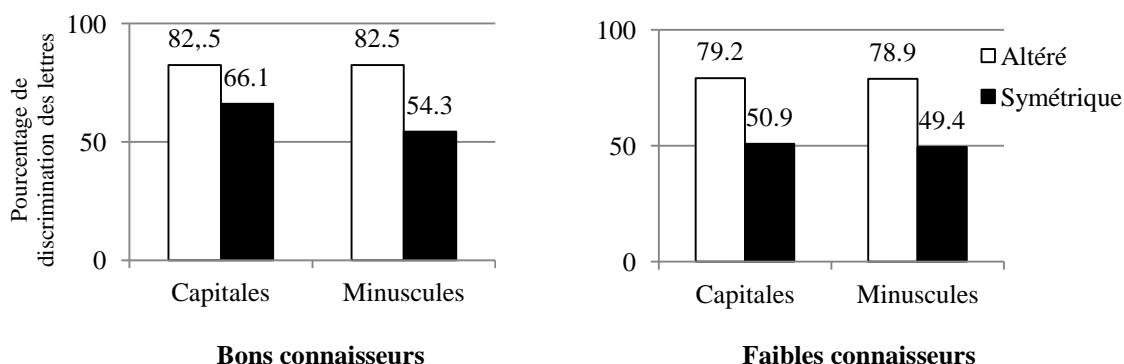 Pourcentage de
discrimination des lettres
100
50
0
82,.5
66.1
82.5
54.3
Capitales
Minuscules
Bons connaisseurs
100
50
0
79.2
50.9
78.9
49.4
Altéré
Symétrique
Capitales
Minuscules
Faibles connaisseurs